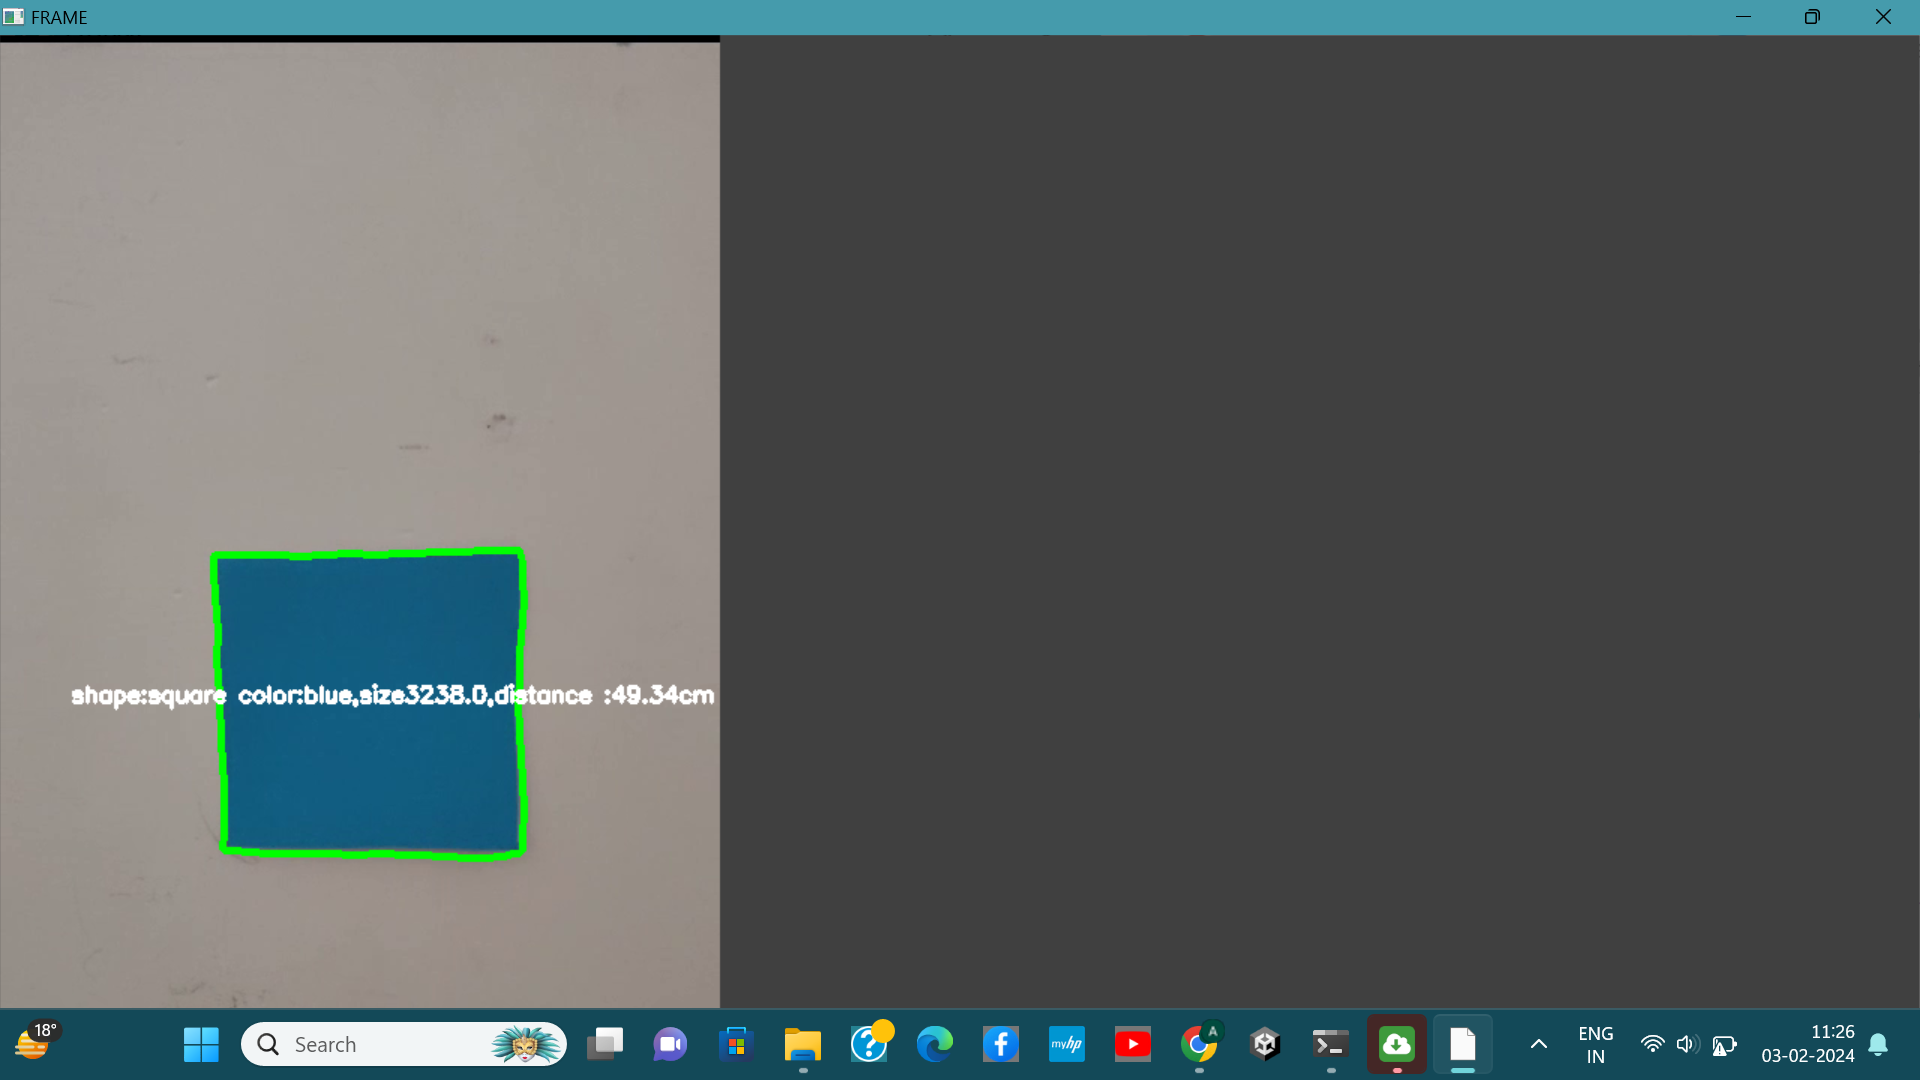 FRAME
shape:square color:blue,size3238.0,distance :49.34cm
18°
Search
myhp
A
ENG
IN
11:26
03-02-2024